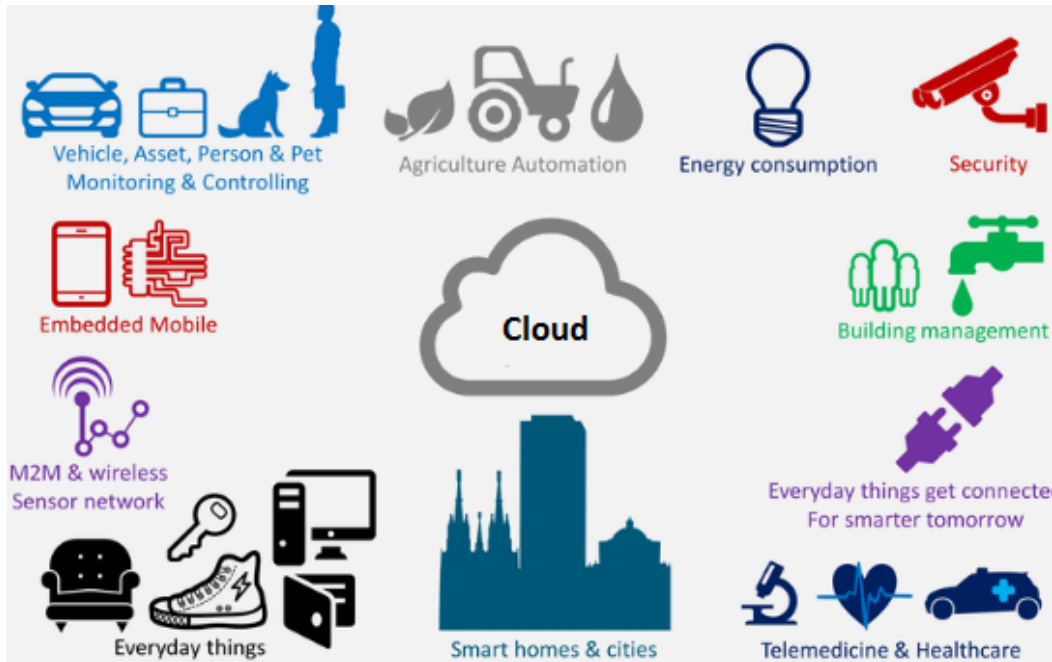 Vehicle, Asset, Person & Pet
Monitoring & Controlling
Agriculture Automation
Energy consumption
Security
Embedded Mobile
Cloud
Building management
M2M & wireless
Sensor network
Everyday things get connecte
For smarter tomorrow
Everyday things
Smart homes & cities
Telemedicine & Healthcare